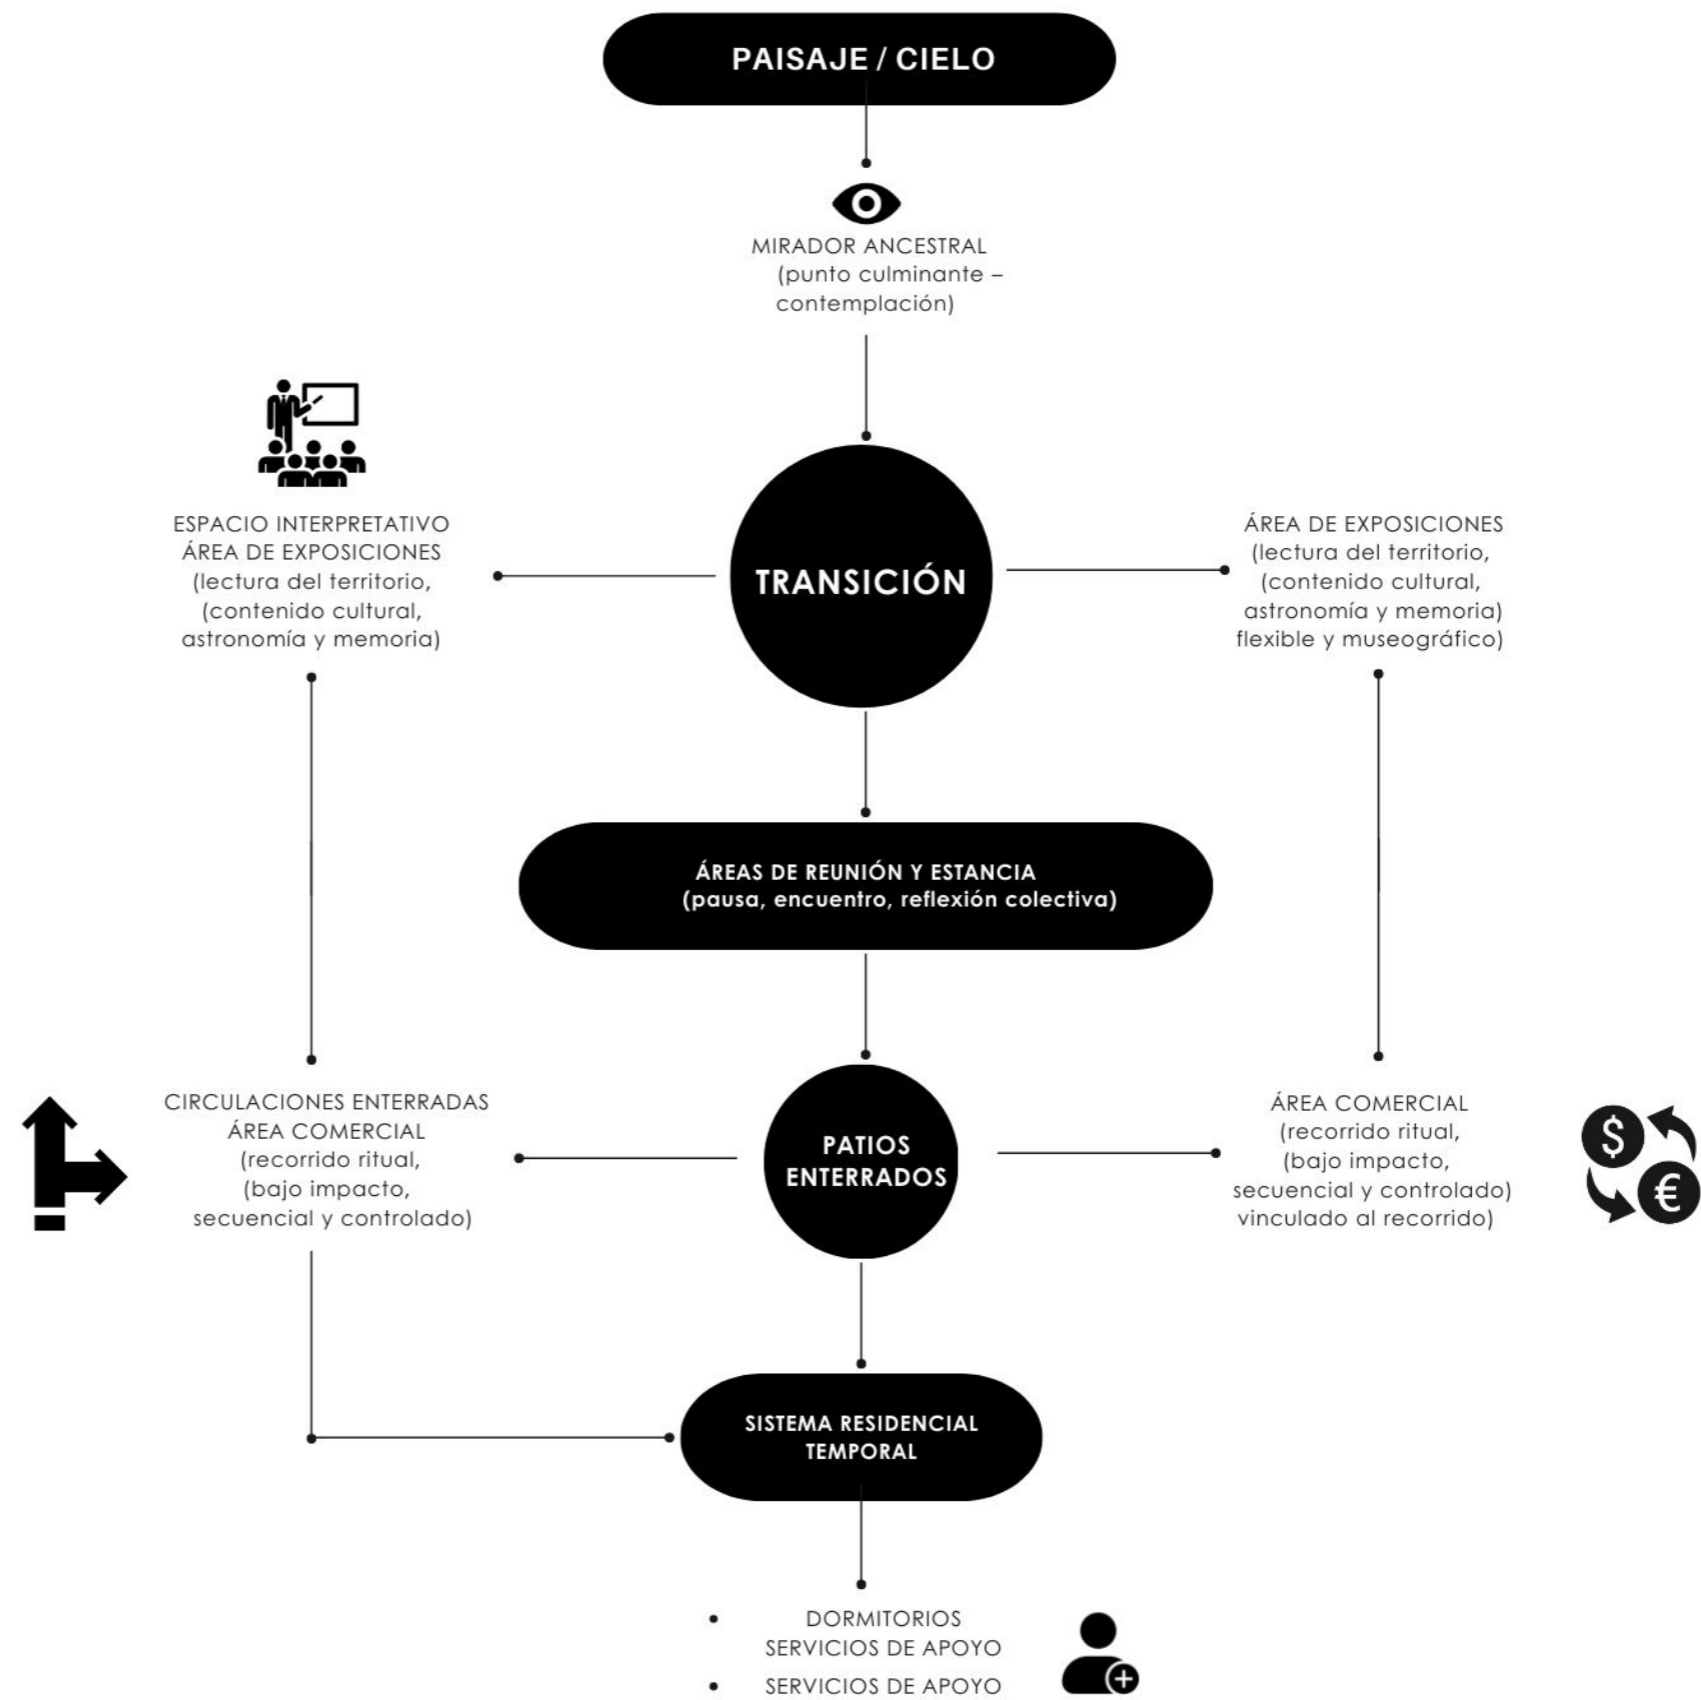 PAISAJE / CIELO
MIRADOR ANCESTRAL
(punto culminante –
contemplación)
ESPACIO INTERPRETATIVO
ÁREA DE EXPOSICIONES
(lectura del territorio,
(contenido cultural,
astronomía y memoria)
TRANSICIÓN
ÁREA DE EXPOSICIONES
(lectura del territorio,
(contenido cultural,
astronomía y memoria)
flexible y museográfico)
ÁREAS DE REUNIÓN Y ESTANCIA
(pausa, encuentro, reflexión colectiva)
CIRCULACIONES ENTERRADAS
ÁREA COMERCIAL
(recorrido ritual,
(bajo impacto,
secuencial y controlado)
PATIOS
ENTERRADOS
ÁREA COMERCIAL
(recorrido ritual,
(bajo impacto,
secuencial y controlado)
vinculado al recorrido)
$
€
SISTEMA RESIDENCIAL
TEMPORAL
• DORMITORIOS
SERVICIOS DE APOYO
• SERVICIOS DE APOYO